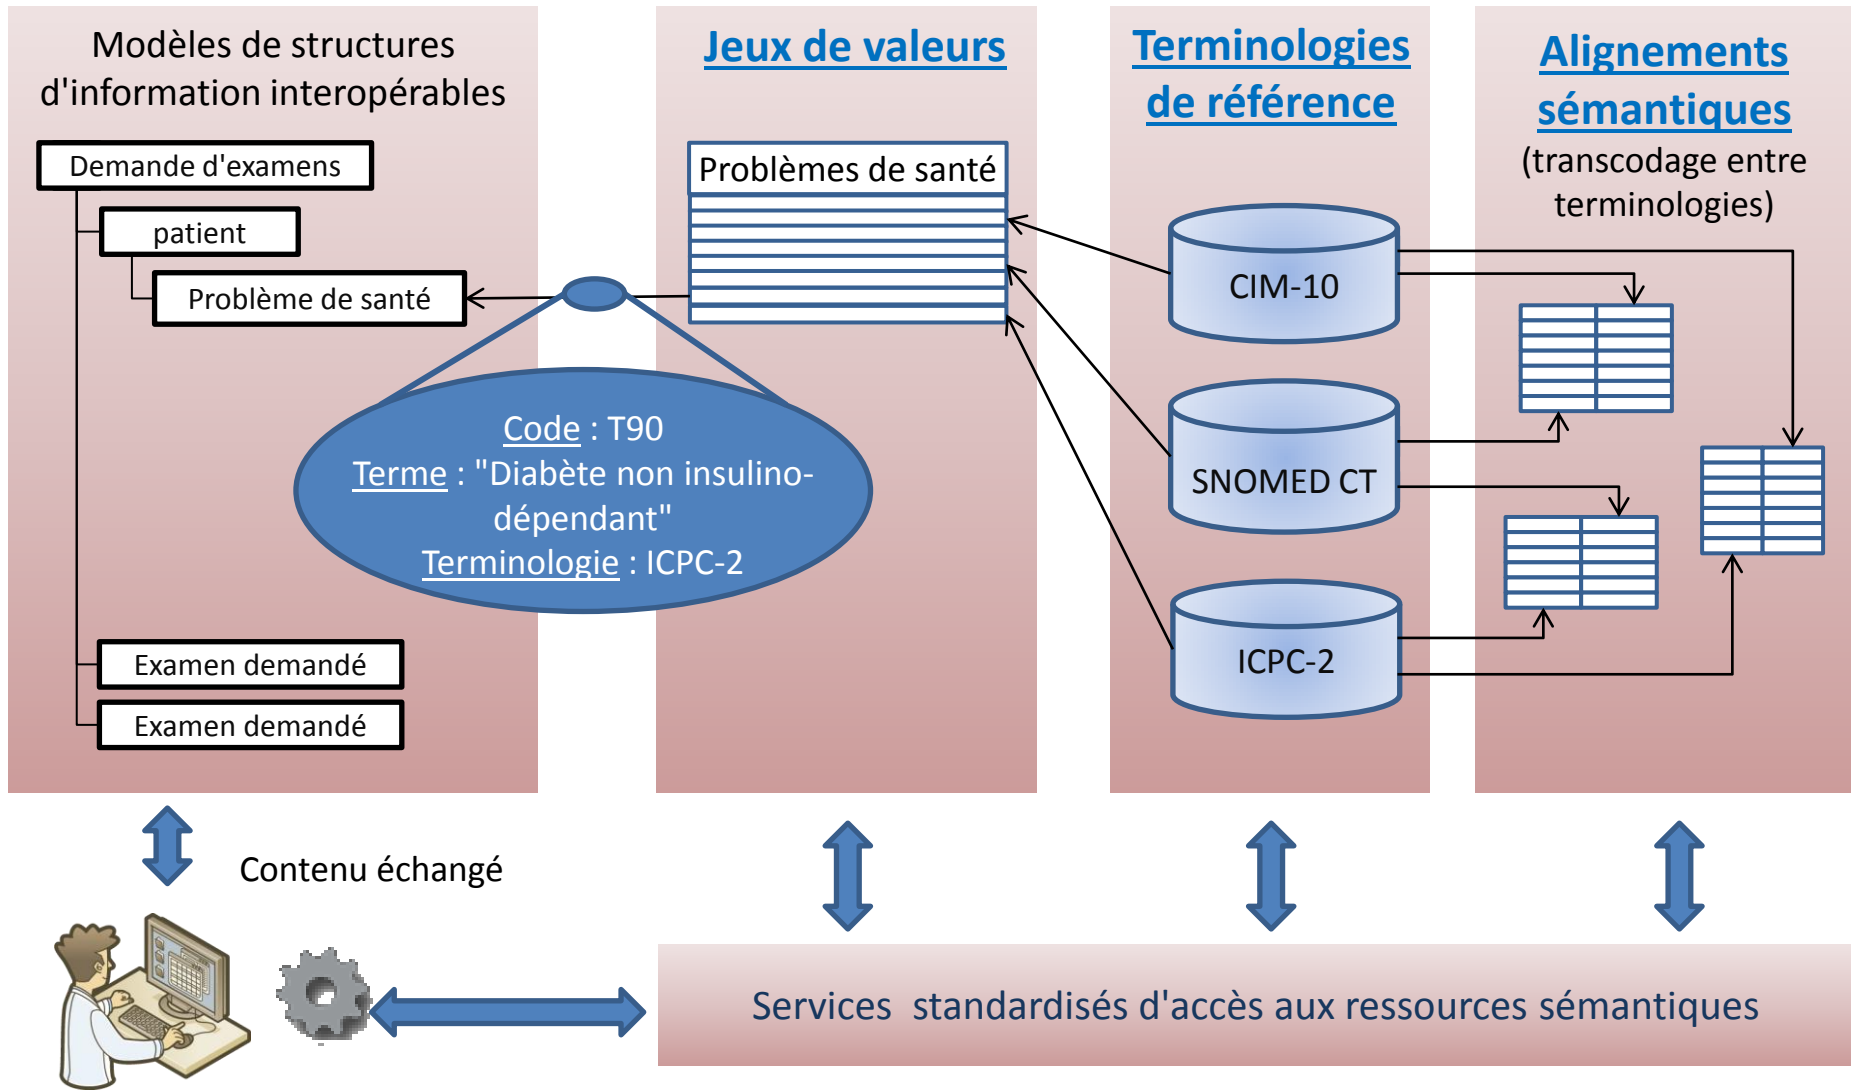 Modèles de structures
d'information interopérables
Demande d'examens
patient
Problème de santé
Examen demandé
Examen demandé
Jeux de valeurs
Problèmes de santé
Code : T90
Terme : "Diabète non insulino-
dépendant"
Terminologie : ICPC-2
Terminologies
de référence
CIM-10
SNOMED CT
ICPC-2
Alignements
sémantiques
(transcodage entre
terminologies)
Contenu échangé
Services  standardisés d'accès aux ressources sémantiques